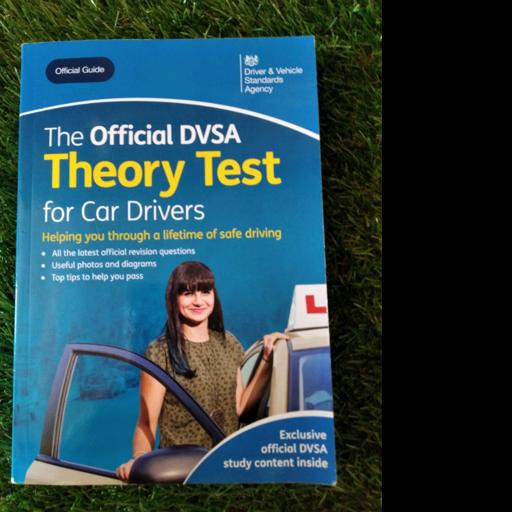 Official Guide
Driver & Vehicle
Standards
Agency
The Official DVSA
Theory Test
for Car Drivers
Helping you through a lifetime of safe driving
• All the latest official revision questions
• Useful photos and diagrams
• Top tips to help you pass
L
Exclusive
official DVSA
study content inside